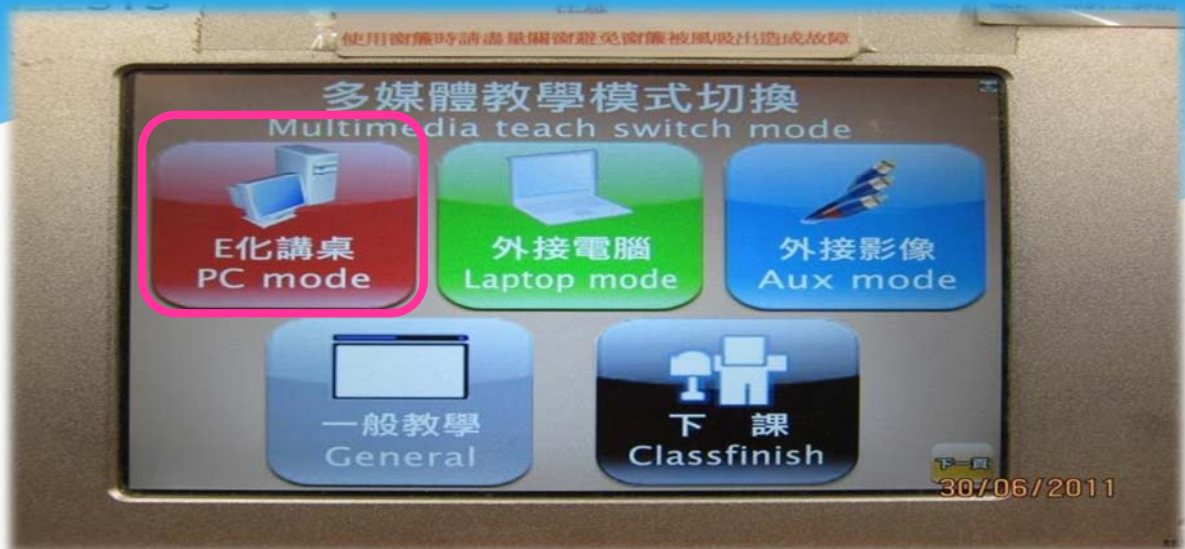 使用窗簾時請盡量關窗避免窗簾被風吸出造成故障
多媒體教學模式切換
Multimedia teach switch mode
E化講桌
PC mode
外接電腦
Laptop mode
外接影像
Aux mode
一般教學
General
下 課
Classfinish
下一頁
30/06/2011